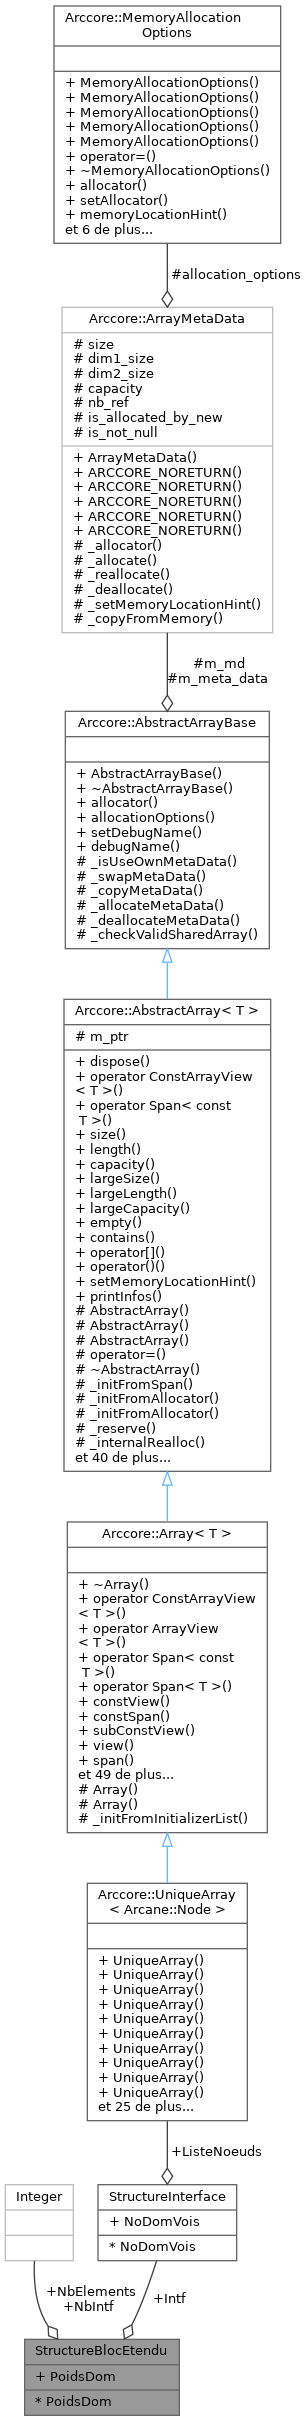 Arccore::MemoryAllocation
Options
+ MemoryAllocationOptions()
+ MemoryAllocationOptions()
+ MemoryAllocationOptions()
+ MemoryAllocationOptions()
+ MemoryAllocationOptions()
+ operator=()
+ ~MemoryAllocationOptions()
+ allocator()
+ setAllocator()
+ memoryLocationHint()
et 6 de plus...
#allocation_options
Arccore::ArrayMetaData
# size
# dim1_size
# dim2_size
# capacity
# nb_ref
# is_allocated_by_new
# is_not_null
+ ArrayMetaData()
+ ARCCORE_NORETURN()
+ ARCCORE_NORETURN()
+ ARCCORE_NORETURN()
+ ARCCORE_NORETURN()
+ ARCCORE_NORETURN()
# _allocator()
# _allocate()
# _reallocate()
# _deallocate()
# _setMemoryLocationHint()
# _copyFromMemory()
#m_md
#m_meta_data
Arccore::AbstractArrayBase
+ AbstractArrayBase()
+ ~AbstractArrayBase()
+ allocator()
+ allocationOptions()
+ setDebugName()
+ debugName()
# _isUseOwnMetaData()
# _swapMetaData()
# _copyMetaData()
# _allocateMetaData()
# _deallocateMetaData()
# _checkValidSharedArray()
Arccore::AbstractArray< T >
# m_ptr
+ dispose()
+ operator ConstArrayView
< T >()
+ operator Span< const
T >()
+ size()
+ length()
+ capacity()
+ largeSize()
+ largeLength()
+ largeCapacity()
+ empty()
+ contains()
+ operator[]()
+ operator()()
+ setMemoryLocationHint()
+ printInfos()
# AbstractArray()
# AbstractArray()
# AbstractArray()
# operator=()
# ~AbstractArray()
# _initFromSpan()
# _initFromAllocator()
# _initFromAllocator()
# _reserve()
# _internalRealloc()
et 40 de plus...
Arccore::Array< T >
+ ~Array()
+ operator ConstArrayView
< T >()
+ operator ArrayView
< T >()
+ operator Span< const
T >()
+ operator Span< T >()
+ constView()
+ constSpan()
+ subConstView()
+ view()
+ span()
et 49 de plus...
# Array()
# Array()
# _initFromInitializerList()
Arccore::UniqueArray
< Arcane::Node >
+ UniqueArray()
+ UniqueArray()
+ UniqueArray()
+ UniqueArray()
+ UniqueArray()
+ UniqueArray()
+ UniqueArray()
+ UniqueArray()
+ UniqueArray()
+ UniqueArray()
et 25 de plus...
+ListeNoeuds
Integer
StructureInterface
+ NoDomVois
* NoDomVois
+NbElements
+NbIntf
+Intf
StructureBlocEtendu
+ PoidsDom
* PoidsDom